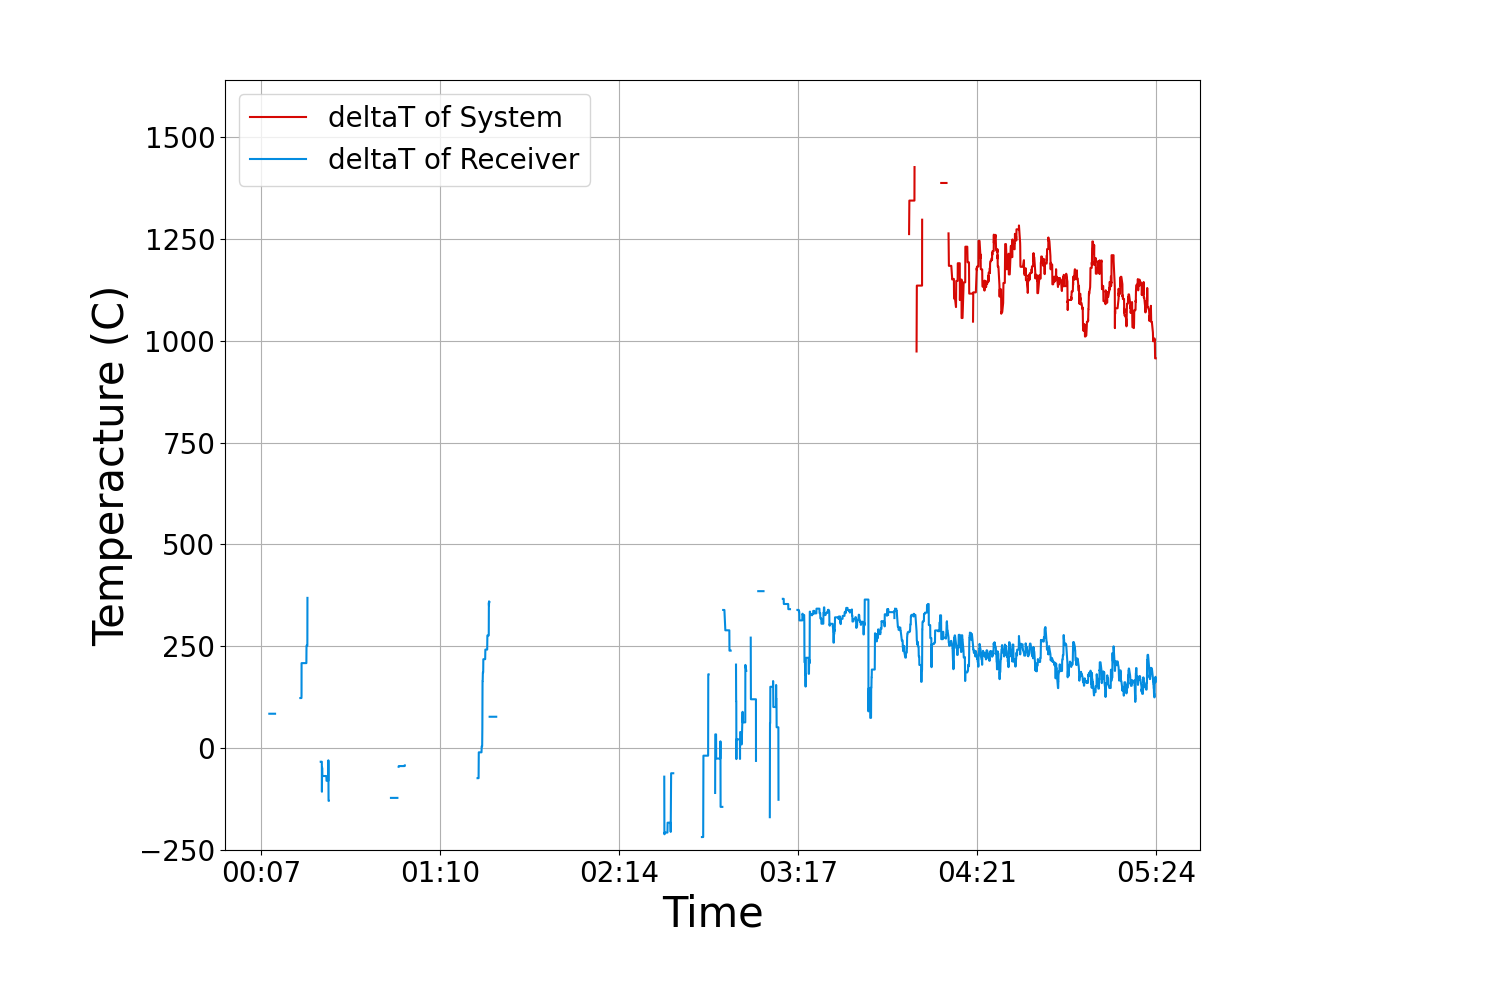 deltaT of System
deltaT of Receiver
Temperacture (C)
1500
1250
1000
750
500
250
0
−250
00:07 01:10 02:14 03:17 04:21 05:24
Time